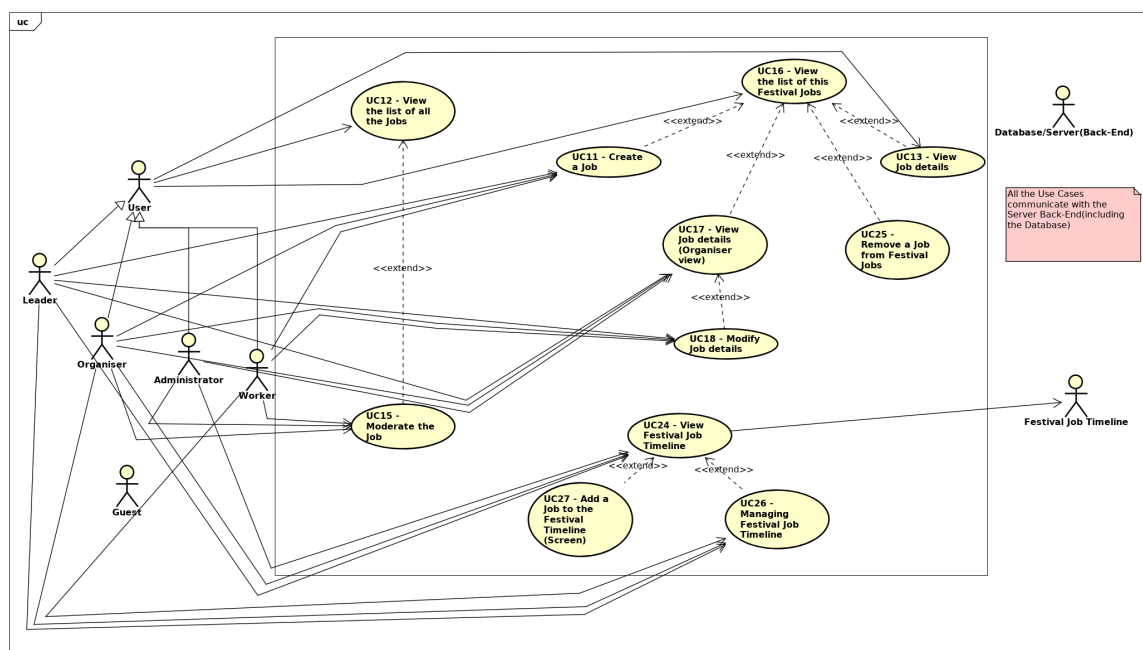 uc
UC16 - View
the list of this
Festival Jobs
UC12 - View
the list of all
the Jobs
<<extend>>
<<extend>>
Database/Server(Back-End)
UC11 - Create
a Job
<<extend>>
<<extend>>
UC13 - View
Job details
User
All the Use Cases
communicate with the
Server Back-End(including
the Database)
UC17 - View
Job details
(Organiser
view)
UC25 -
Remove a Job
from Festival
Jobs
<<extend>>
Leader
<<extend>>
UC18 - Modify
Job details
Organiser
Administrator
Worker
UC15 -
Moderate the
Job
UC24 - View
Festival Job
Timeline
Festival Job Timeline
<<extend>>
<<extend>>
Guest
UC27 - Add a
Job to the
Festival
Timeline
(Screen)
UC26 -
Managing
Festival Job
Timeline